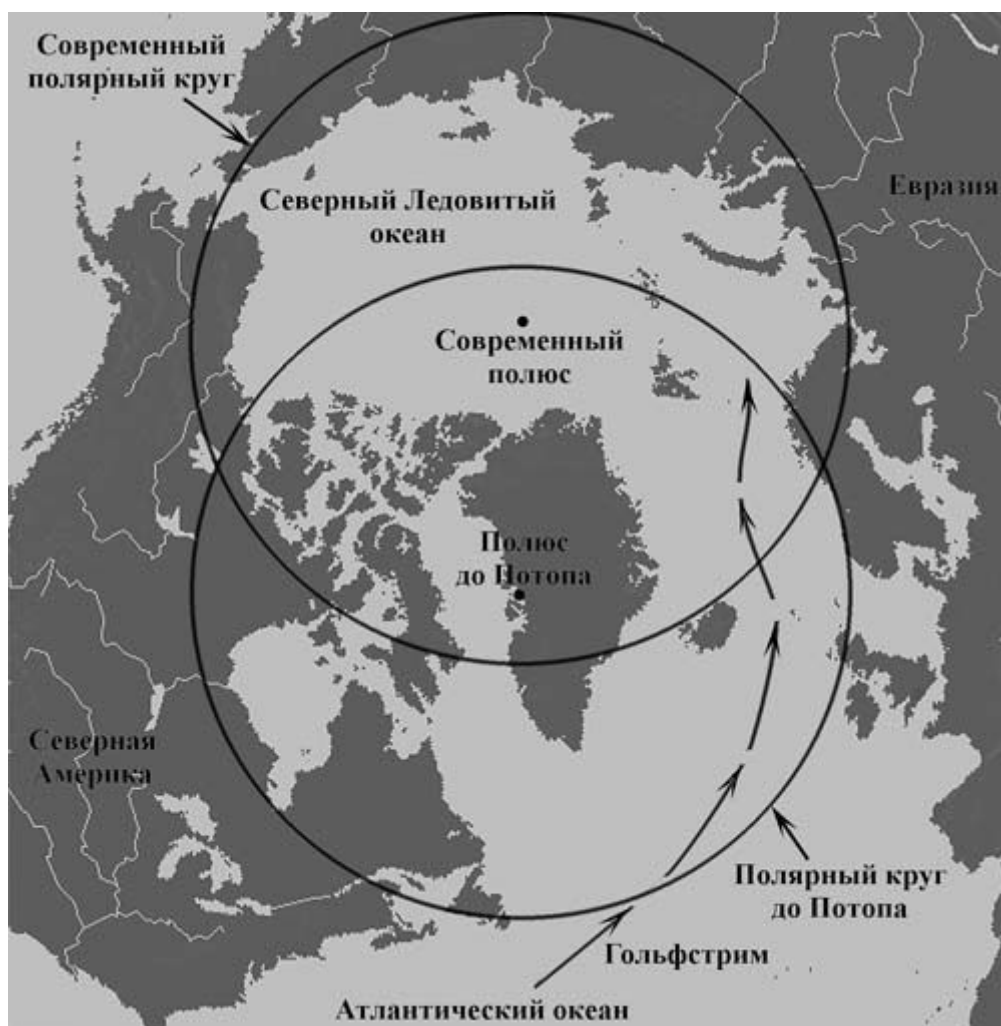 Современный
полярный круг
Евразия
Северный Ледовитый
океан
Современный
полюс
Полюс
до Потопа
Северная
Америка
Полярный круг
до Потопа
Гольфстрим
Атлантический океан